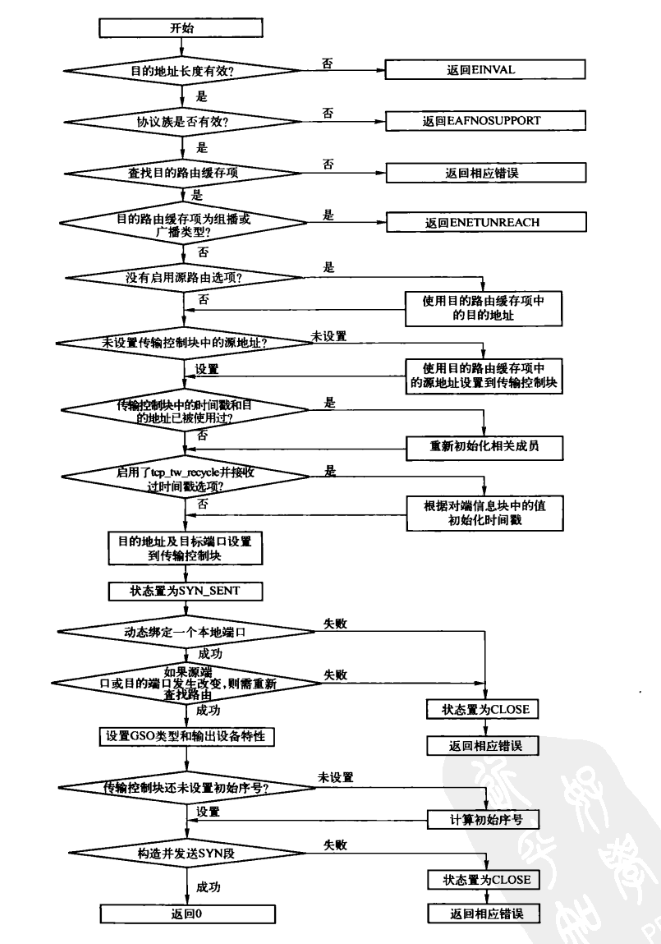 开始
目的地址长度有效?
否
返回EINVAL
是
协议族是否有效?
否
返回EAFNOSUPPORT
是
查找目的路由缓存项
否
返回相应错误
是
目的路由缓存项为组播或
广播类型?
是
返回ENETUNREACH
否
没有启用源路由选项?
是
否
使用目的路由缓存项中
的目的地址
未设置传输控制块中的源地址?
未设置
设置
使用目的路由缓存项中
的源地址设置到传输控制块
传输控制块中的时间戳和目
的地址已被使用过?
是
否
重新初始化相关成员
启用了tcp_tw_recycle并接收
过时间戳选项?
是
否
根据对端信息块中的值
初始化时间戳
目的地址及目标端口设置
到传输控制块
状态置为SYN_SENT
动态绑定一个本地端口
失败
成功
如果源端
口或目的端口发生改变,则需重新
查找路由
失败
成功
状态置为CLOSE
设置GSO类型和输出设备特性
返回相应错误
传输控制块还未设置初始序号?
未设置
设置
计算初始序号
构造并发送SYN段
失败
成功
状态置为CLOSE
返回0
返回相应错误